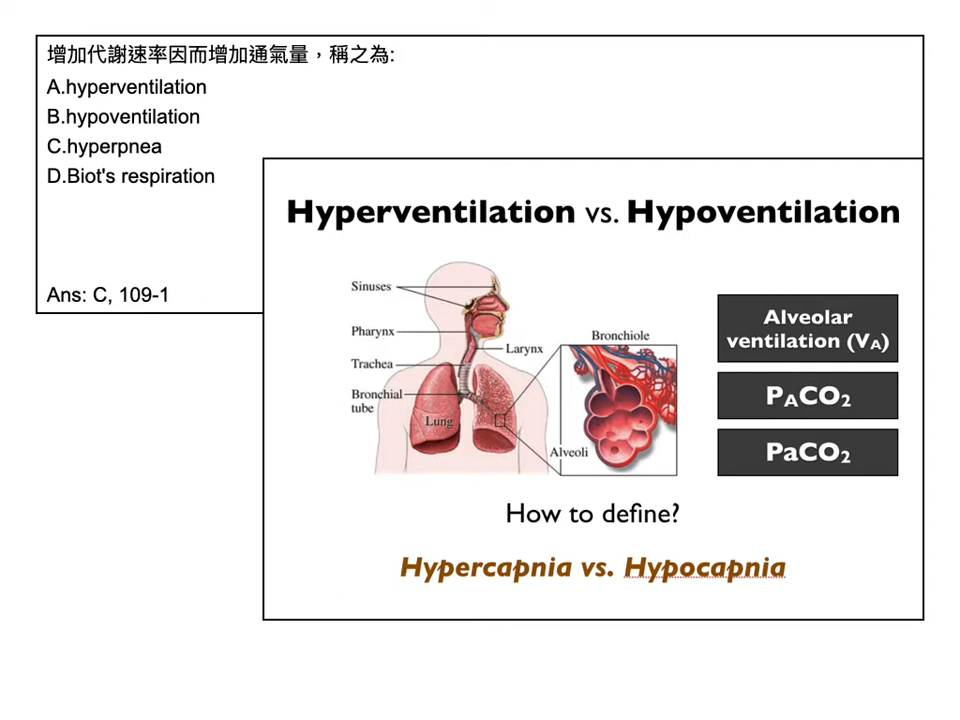 增加代謝速率因而增加通氣量，稱之為:
A.hyperventilation
B.hypoventilation
C.hyperpnea
D.Biot's respiration
Ans: C, 109-1
Hyperventilation vs. Hypoventilation
Sinuses
Pharynx
Larynx
Trachea
Bronchial
tube
Lung
Bronchiole
Alveoli
Alveolar
ventilation (VA)
PACO2
PaCO2
How to define?
Hypercapnia vs. Hypocapnia